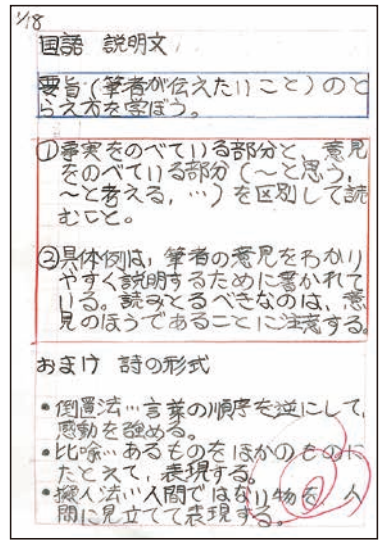 1/18
国語 説明文
要旨(筆者が伝えたいこと)のと
らえ方を学ぼう。
①事実をのべている部分と、意見
をのべている部分(~と思う、
~と考える、…)を区別して読
むこと。
②具体例は、筆者の意見をわかり
やすく説明するために書かれて
いる。読みとるべきなのは、意
見のほうであることに注意する。
おまけ 詩の形式
・倒置法…言葉の順序を逆にして、
感動を強める。
・比喩…あるものをほかのものに
たとえて、表現する。
・擬人法…人間ではない物を、人
間に見立てて表現する。